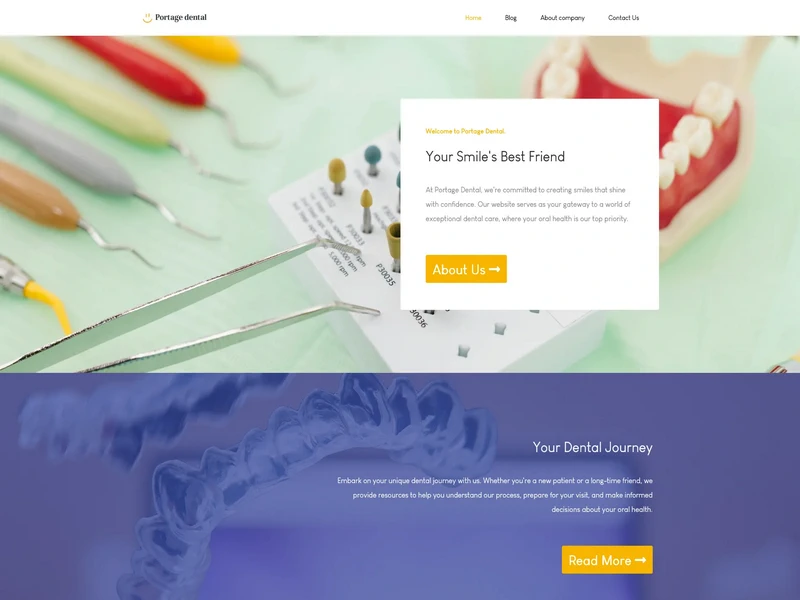 Portage dental
Home
Blog
About company
Contact Us
Welcome to Portage Dental.
Your Smile's Best Friend
At Portage Dental, we're committed to creating smiles that shine
with confidence. Our website serves as your gateway to a world of
exceptional dental care, where your oral health is our top priority.
About Us
P30035
30036
Your Dental Journey
Embark on your unique dental journey with us. Whether you're a new patient or a long-time friend, we
provide resources to help you understand our process, prepare for your visit, and make informed
decisions about your oral health.
Read More